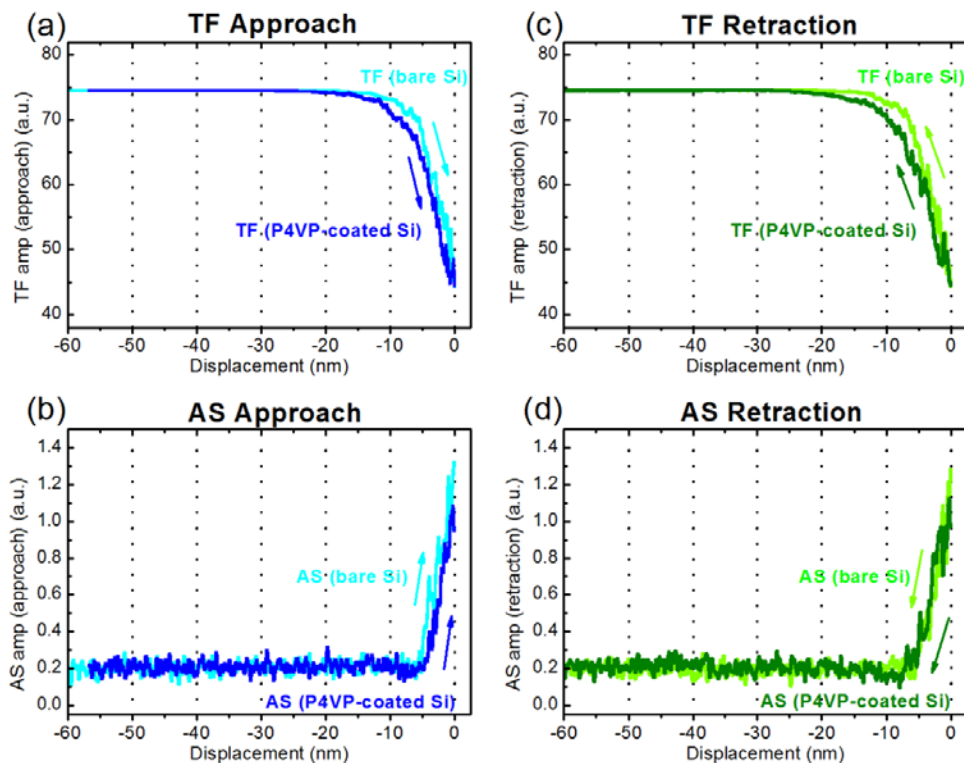 (a)
TF Approach
TF amp (approach) (a.u.)
80
70
60
50
40
TF (bare Si)
TF (P4VP-coated Si)
-60 -50 -40 -30 -20 -10 0
Displacement (nm)
(c)
TF Retraction
TF amp (retraction) (a.u.)
80
70
60
50
40
TF (bare Si)
TF (P4VP-coated Si)
-60 -50 -40 -30 -20 -10 0
Displacement (nm)
(b)
AS Approach
AS amp (approach) (a.u.)
1.4
1.2
1.0
0.8
0.6
0.4
0.2
0.0
AS (bare Si)
AS (P4VP-coated Si)
-60 -50 -40 -30 -20 -10 0
Displacement (nm)
(d)
AS Retraction
AS amp (retraction) (a.u.)
1.4
1.2
1.0
0.8
0.6
0.4
0.2
0.0
AS (bare Si)
AS (P4VP-coated Si)
-60 -50 -40 -30 -20 -10 0
Displacement (nm)